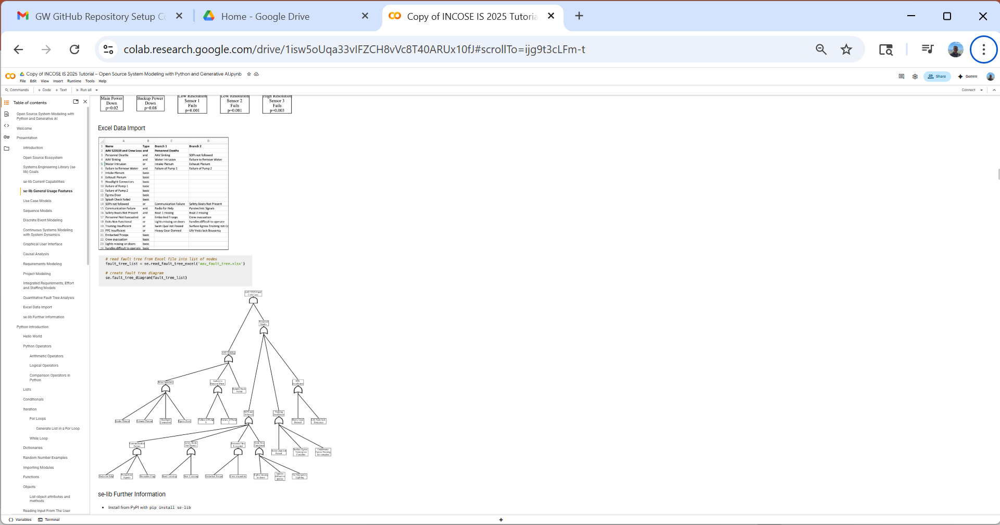 GW GitHub Repository Setup Co
Home - Google Drive
Copy of INCOSE IS 2025 Tutoria
colab.research.google.com/drive/1isw5oUqa33vIFZCH8vVc8T40ARUx10fJ#scrollTo=ijg9t3cLFm-t
Copy of INCOSE IS 2025 Tutorial – Open Source System Modeling with Python and Generative AI.ipynb
File Edit View Insert Runtime Tools Help
Share
Gemini
Commands + Code + Text Run all
Connect
Table of contents
Open Source System Modeling with
Python and Generative AI
Welcome
Presentation
Introduction
Open Source Ecosystem
Systems Engineering Library (se-
lib) Goals
se-lib Current Capabilities
se-lib General Usage Features
Use Case Models
Sequence Models
Discrete Event Modeling
Continuous Systems Modeling
with System Dynamics
Graphical User Interface
Causal Analysis
Requirements Modeling
Project Modeling
Integrated Requirements, Effort
and Staffing Models
Quantitative Fault Tree Analysis
Excel Data Import
se-lib Further Information
Python Introduction
Hello World
Python Operators
Arithmetic Operators
Logical Operators
Comparison Operators in
Python
Lists
Conditionals
Iteration
For Loops
Generate List in a For Loop
While Loop
Dictionaries
Random Number Examples
Importing Modules
Functions
Objects
List object attributes and
methods
Reading Input From The User
Main Power
Down
p=0.02
Backup Power
Down
p=0.08
Low Resolution
Sensor 1
Fails
p=0.001
Low Resolution
Sensor 2
Fails
p=0.001
High Resolution
Sensor 3
Fails
p=0.003
Excel Data Import
A B C D
1 Name Type Branch 1 Branch 2
2 AAV 523519 and Crew Loss and Personnel Deaths
3 Personnel Deaths and AAV Sinking SOPs not followed
4 AAV Sinking and Water Intrusion Failure to Remove Water
5 Water Intrusion or Intake Plenum Exhaust Plenum
6 Failure to Remove Water and Failure of Pump 1 Failure of Pump 2
7 Intake Plenum basic
8 Exhaust Plenum basic
9 Headlight Connectors basic
10 Failure of Pump 1 basic
11 Failure of Pump 2 basic
12 Egress Door basic
13 Splash Check Failed basic
14 SOPs not followed or Communication Failure Safety Boats Not Present
15 Communication Failure and Radio for Help Pyrotechnic Signals
16 Safety Boats Not Present and Boat 1 missing Boat 2 missing
17 Personnel Not Evacuated or Embarked Troops Crew evacuation
18 Exits Non Functional or Lights missing on doors handles difficult to operate
19 Training Insufficient or Swim Qual not Passed Surface Egress Training not Co
20 PPE Insufficient or Heavy Gear Donned Life Vests lack Bouyancy
21 Embarked Troops basic
22 Crew evacuation basic
23 Lights missing on doors basic
24 handles difficult to operate basic
# read fault tree from Excel file into list of nodes
fault_tree_list = se.read_fault_tree_excel('aav_fault_tree.xlsx')
# create fault tree diagram
se.fault_tree_diagram(fault_tree_list)
AAV 523519 and
Crew Loss
Personnel
Deaths
AAV Sinking
Water Intrusion
Failure to
Remove Water
Splash Check
Failed
PPE
Insufficient
SOPs not
followed
Training
Insufficient
Intake Plenum
Exhaust Plenum
Headlight
Connectors
Egress Door
Failure of Pump
1
Failure of Pump
2
Heavy Gear
Donned
Life Vests lack
Bouyancy
Communication
Failure
Safety Boats
Not Present
Personnel Not
Evacuated
Exits Non
Functional
Swim Qual not
Passed
Surface Egress
Training not
Complete
Underwater
Egress Training
not complete
Radio for Help
Pyrotechnic
Signals
November Flag
Boat 1 missing
Boat 2 missing
Embarked Troops
Crew evacuation
Lights missing
on doors
handles
difficult to
operate
No Emergency
Lighting
se-lib Further Information
Install from PyPI with pip install se-lib
Variables Terminal